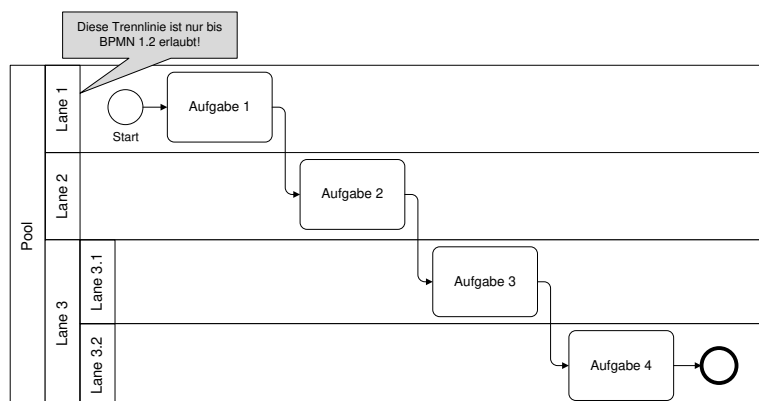 Diese Trennlinie ist nur bis
BPMN 1.2 erlaubt!
Pool
Lane 1
Start
Aufgabe 1
Lane 2
Aufgabe 2
Lane 3
Lane 3.1
Aufgabe 3
Lane 3.2
Aufgabe 4